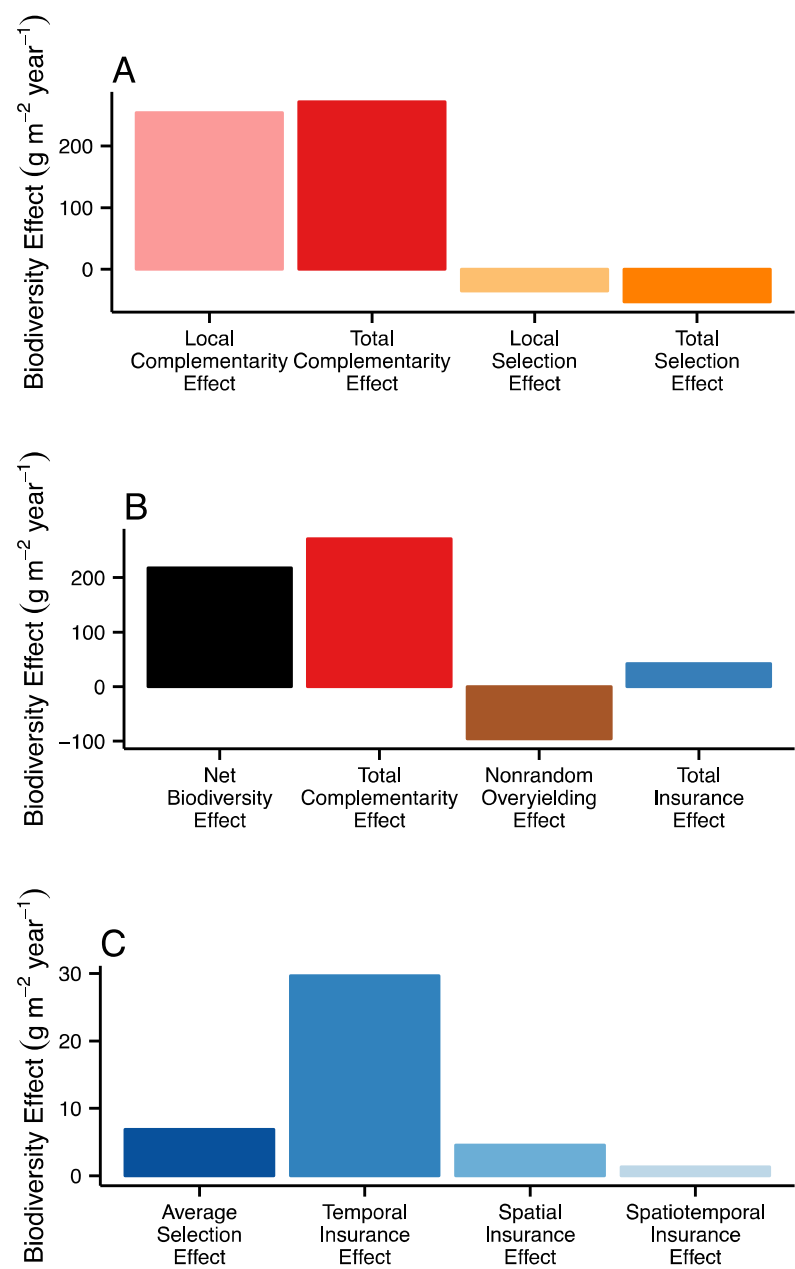 A
Biodiversity Effect (g m⁻² year⁻¹)
200
100
0
Local
Complementarity
Effect
Total
Complementarity
Effect
Local
Selection
Effect
Total
Selection
Effect
B
Biodiversity Effect (g m⁻² year⁻¹)
200
100
0
−100
Net
Biodiversity
Effect
Total
Complementarity
Effect
Nonrandom
Overyielding
Effect
Total
Insurance
Effect
C
Biodiversity Effect (g m⁻² year⁻¹)
30
20
10
0
Average
Selection
Effect
Temporal
Insurance
Effect
Spatial
Insurance
Effect
Spatiotemporal
Insurance
Effect